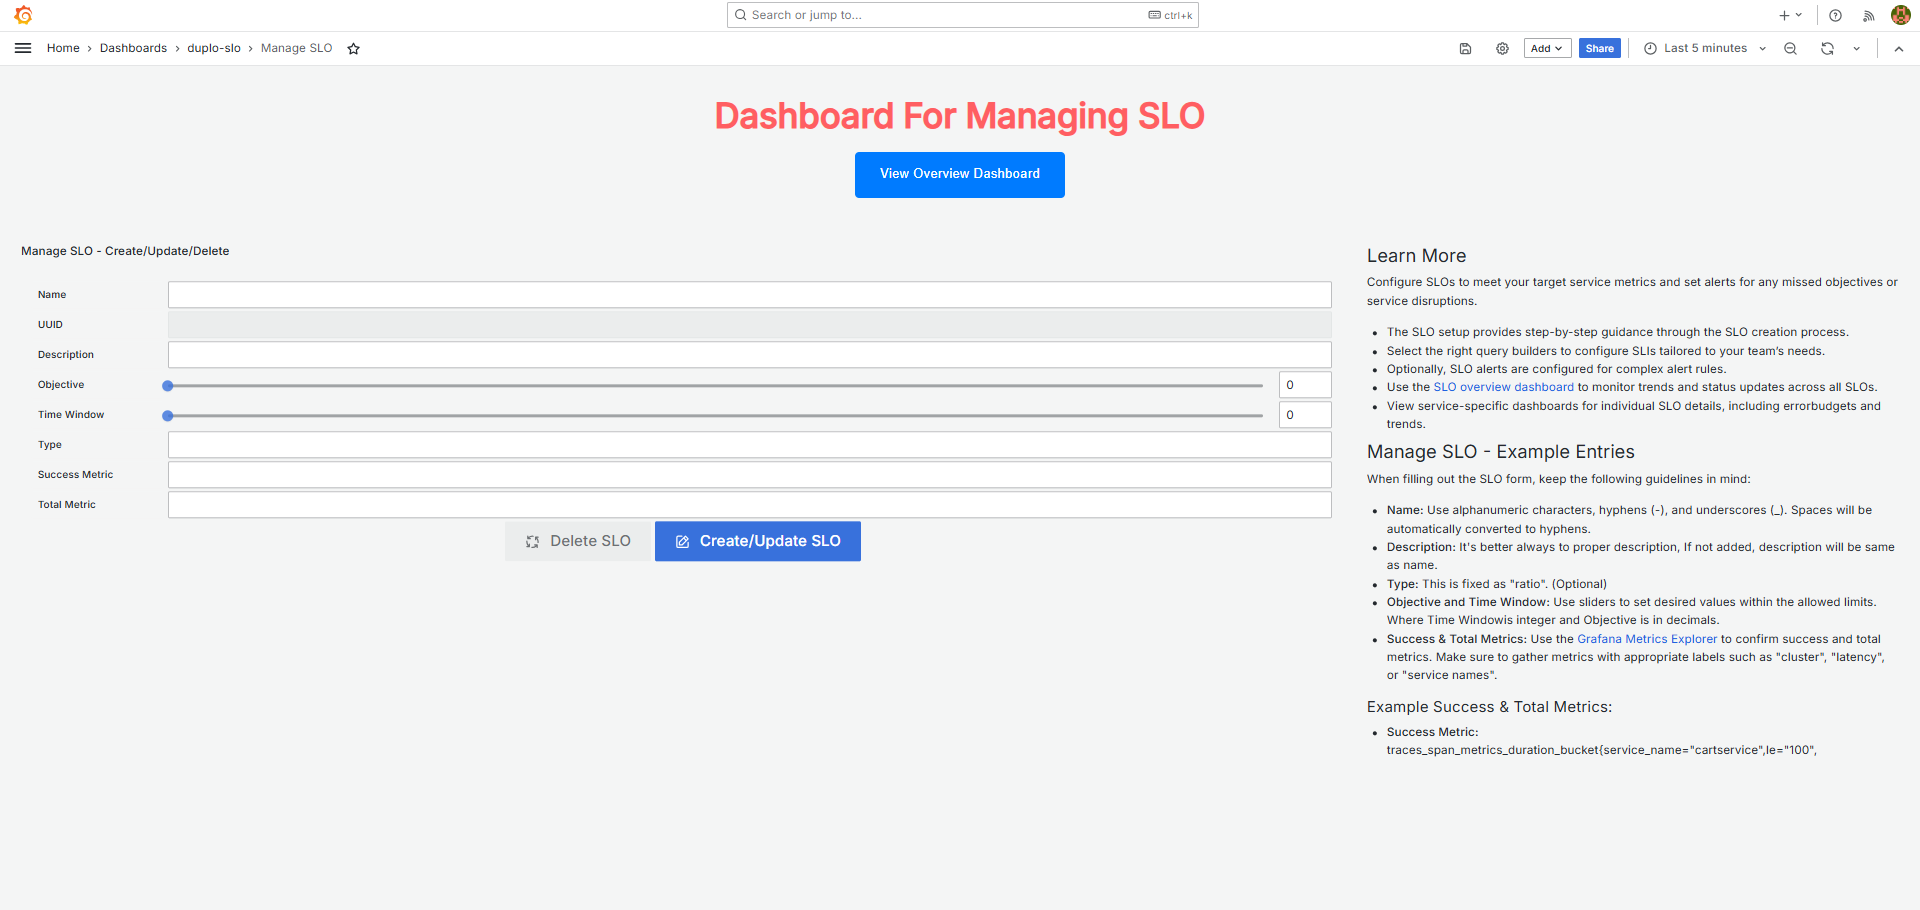 Search or jump to...
ctrl+k
Home
Dashboards
duplo-slo
Manage SLO
Add
Share
Last 5 minutes
Dashboard For Managing SLO
View Overview Dashboard
Manage SLO - Create/Update/Delete
Name
UUID
Description
Objective
0
Time Window
0
Type
Success Metric
Total Metric
Delete SLO
Create/Update SLO
Learn More
Configure SLOs to meet your target service metrics and set alerts for any missed objectives or
service disruptions.
The SLO setup provides step-by-step guidance through the SLO creation process.
Select the right query builders to configure SLIs tailored to your team’s needs.
Optionally, SLO alerts are configured for complex alert rules.
Use the SLO overview dashboard to monitor trends and status updates across all SLOs.
View service-specific dashboards for individual SLO details, including errorbudgets and
trends.
Manage SLO - Example Entries
When filling out the SLO form, keep the following guidelines in mind:
Name: Use alphanumeric characters, hyphens (-), and underscores (_). Spaces will be
automatically converted to hyphens.
Description: It's better always to proper description, If not added, description will be same
as name.
Type: This is fixed as "ratio". (Optional)
Objective and Time Window: Use sliders to set desired values within the allowed limits.
Where Time Windowis integer and Objective is in decimals.
Success & Total Metrics: Use the Grafana Metrics Explorer to confirm success and total
metrics. Make sure to gather metrics with appropriate labels such as "cluster", "latency",
or "service names".
Example Success & Total Metrics:
Success Metric:
traces_span_metrics_duration_bucket{service_name="cartservice",le="100",